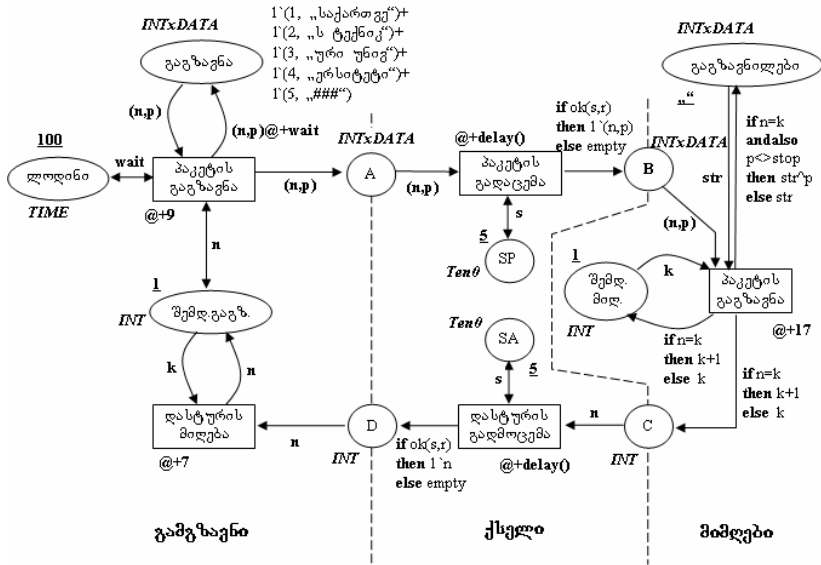 INTxDATA
გაგზავნა
1`(1, „საქართვე“)+
1`(2, „ს ტექნიკ“)+
1`(3, „ური უნივ“)+
1`(4, „ერსიტეტი“)+
1`(5, „###“)
(n,p)
(n,p)@+wait
100
ლოდინი
TIME
wait
პაკეტის
გაგზავნა
@+9
(n,p)
INTxDATA
A
(n,p)
@+delay()
პაკეტის
გადაცემა
if ok(s,r)
then 1`(n,p)
else empty
INTxDATA
B
INTxDATA
გაგზავნილები
„“
str
if n=k
andalso
p<>stop
then str^p
else str
(n,p)
n
s
5
SP
Ten0
1
შემდ.გაგზ.
INT
1
შემდ.
მიღ.
INT
k
პაკეტის
გაგზავნა
@+17
if n=k
then k+1
else k
if n=k
then k+1
else k
Ten0
SA
5
s
k
n
დასტურის
მიღება
@+7
n
D
INT
if ok(s,r)
then 1`n
else empty
დასტურის
გადმოცემა
@+delay()
n
C
INT
გამგზავნი
ქსელი
მიმღები